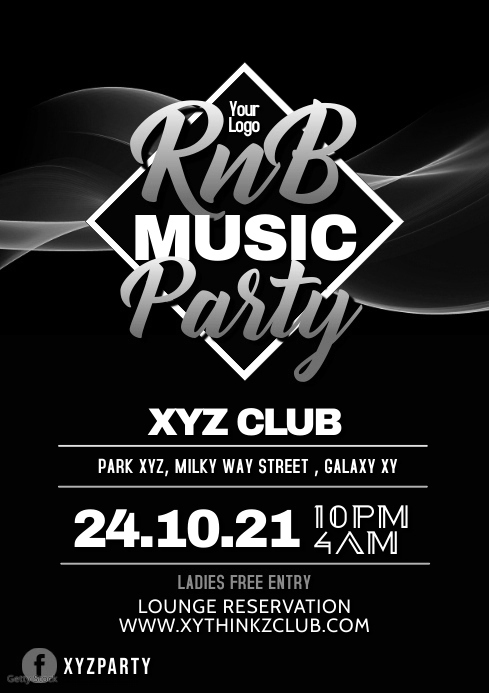 Your
Logo
RnB
MUSIC
Party
XYZ CLUB
PARK XYZ, MILKY WAY STREET , GALAXY XY
24.10.21 10PM
4AM
LADIES FREE ENTRY
LOUNGE RESERVATION
WWW.XYTHINKZCLUB.COM
f XYZPARTY